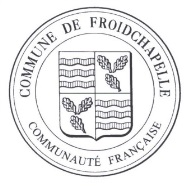 COMMUNE DE FROIDCHAPELLE
COMMUNAUTÉ FRANÇAISE